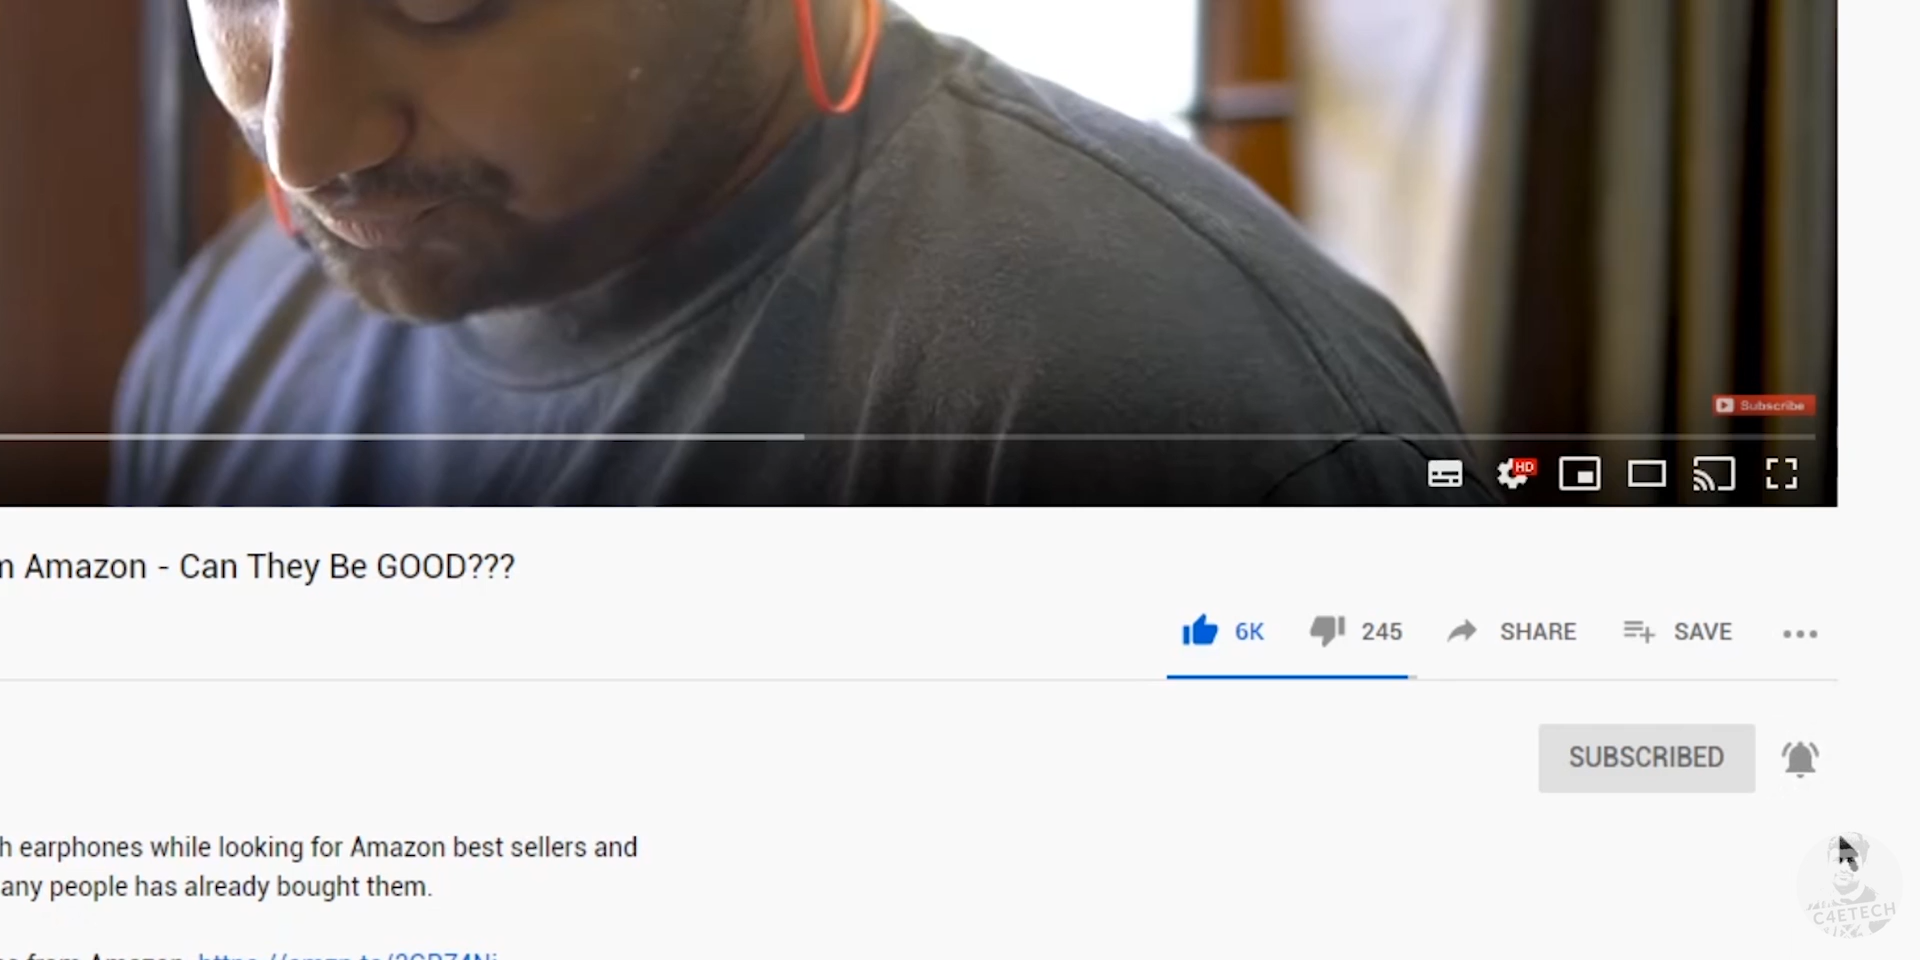 Subscribe
HD
m Amazon - Can They Be GOOD???
6K 245 SHARE SAVE
SUBSCRIBED
h earphones while looking for Amazon best sellers and
any people has already bought them.
C4ETECH